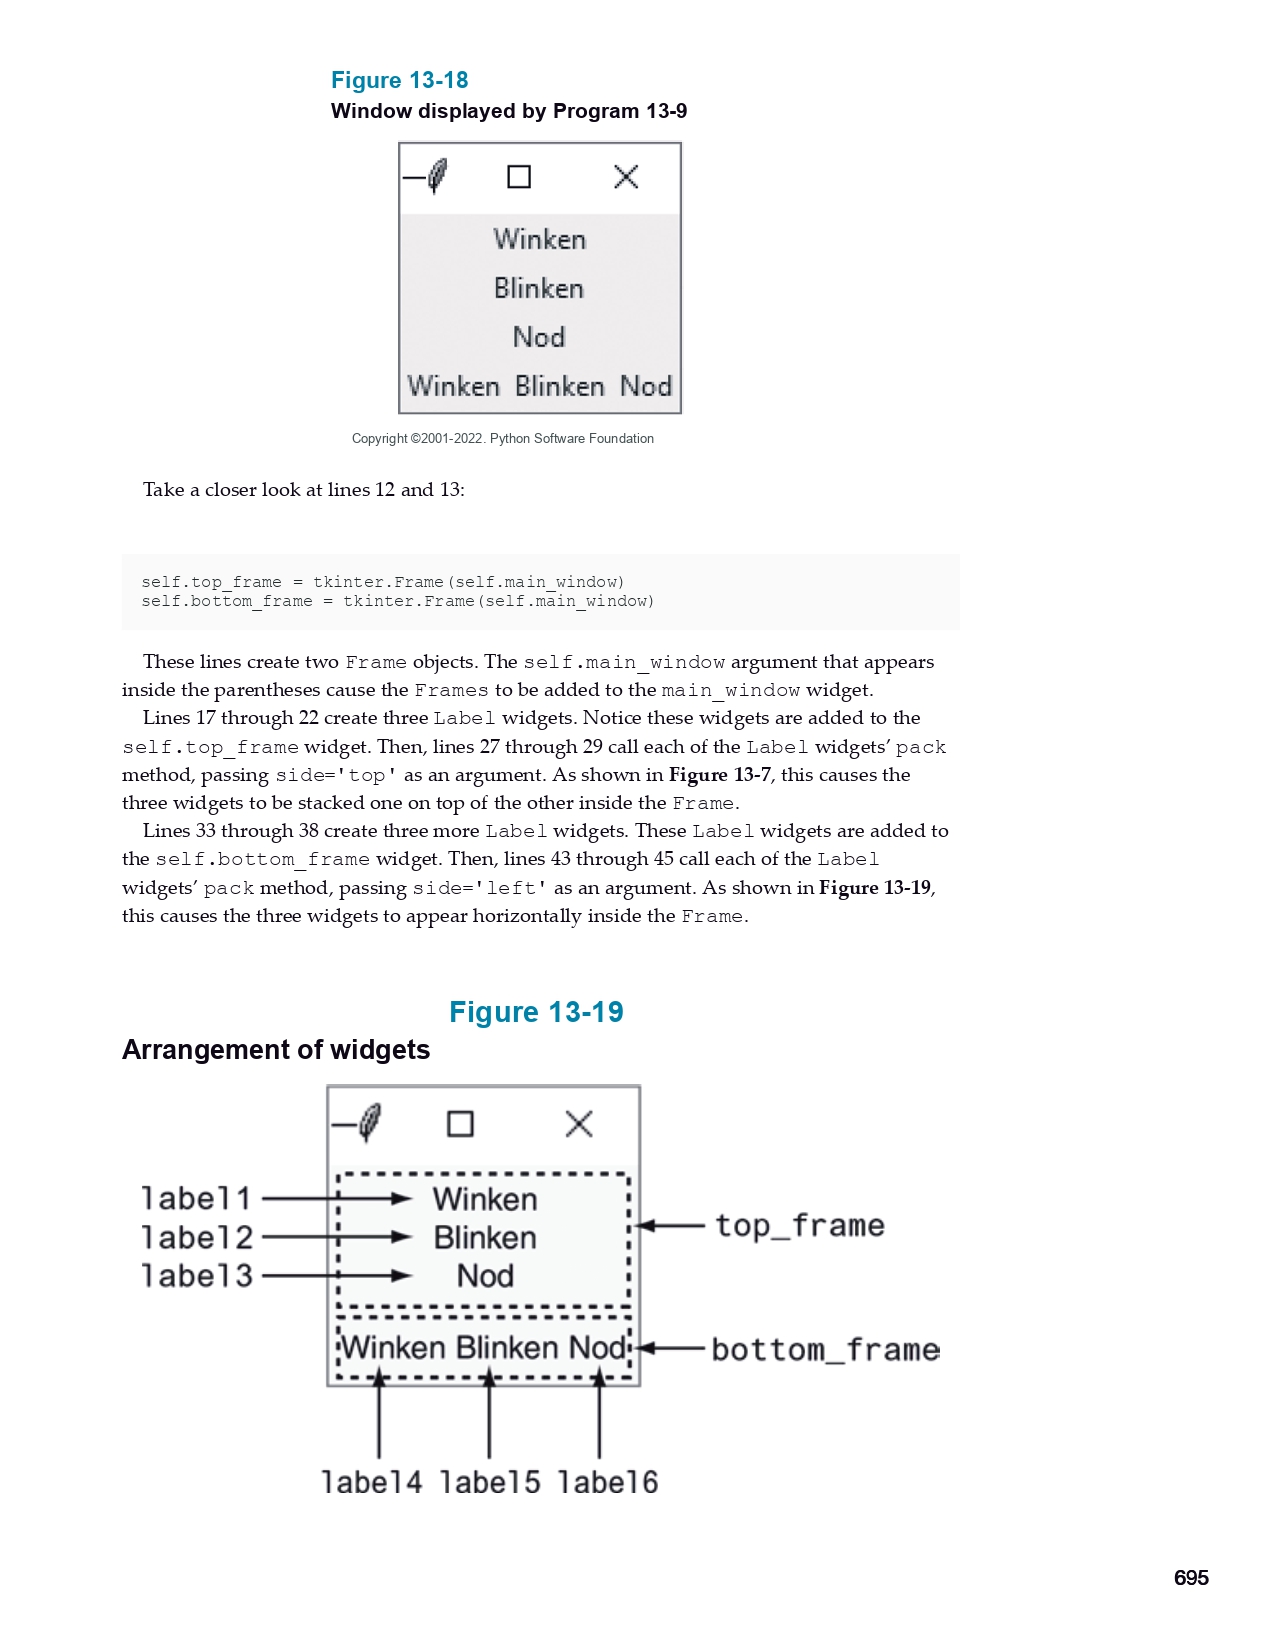 Figure 13-18
Window displayed by Program 13-9
Winken
Blinken
Nod
Winken Blinken Nod
Copyright ©2001-2022. Python Software Foundation
Take a closer look at lines 12 and 13:
self.top_frame = tkinter.Frame(self.main_window)
self.bottom_frame = tkinter.Frame(self.main_window)
These lines create two Frame objects. The self.main_window argument that appears
inside the parentheses cause the Frames to be added to the main_window widget.
Lines 17 through 22 create three Label widgets. Notice these widgets are added to the
self.top_frame widget. Then, lines 27 through 29 call each of the Label widgets’ pack
method, passing side='top' as an argument. As shown in Figure 13-7, this causes the
three widgets to be stacked one on top of the other inside the Frame.
Lines 33 through 38 create three more Label widgets. These Label widgets are added to
the self.bottom_frame widget. Then, lines 43 through 45 call each of the Label
widgets’ pack method, passing side='left' as an argument. As shown in Figure 13-19,
this causes the three widgets to appear horizontally inside the Frame.
Figure 13-19
Arrangement of widgets
label1 Winken
label2 Blinken
label3 Nod
top_frame
Winken Blinken Nod
bottom_frame
label4 label5 label6
695